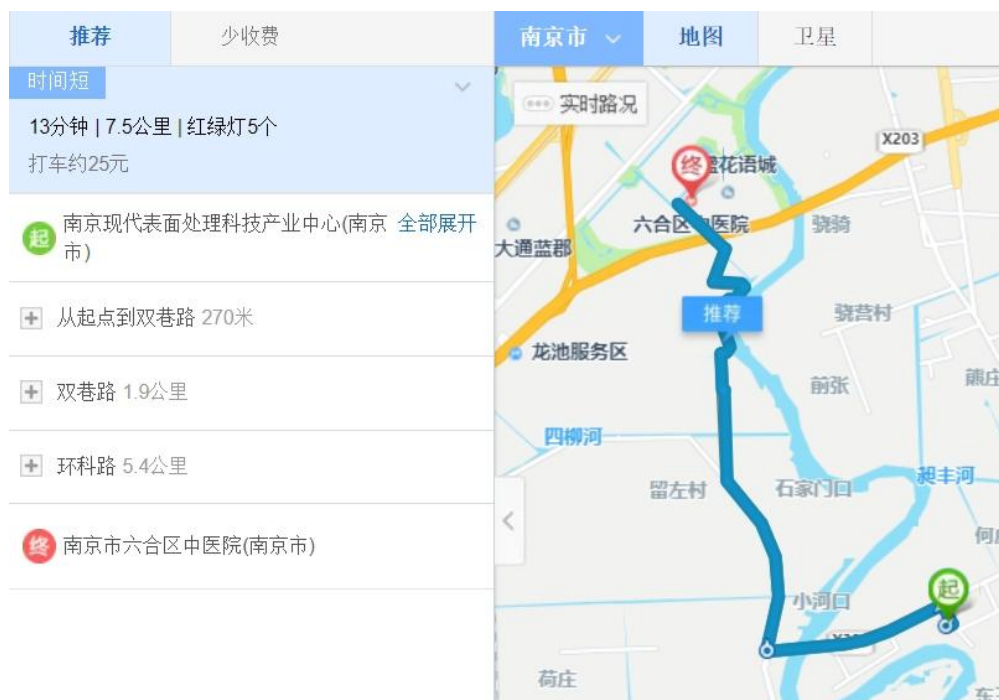 推荐
少收费
时间短
13分钟 | 7.5公里 | 红绿灯5个
打车约25元
起
南京现代表面处理科技产业中心(南京
市)
全部展开
从起点到双巷路 270米
双巷路 1.9公里
环科路 5.4公里
终
南京市六合区中医院(南京市)
南京市
地图
卫星
实时路况
X203
终
花语城
六合区中医院
骁骑
大通蓝郡
推荐
骁营村
龙池服务区
前张
四柳河
留左村
石家门口
昶丰河
起
小河口
荷庄